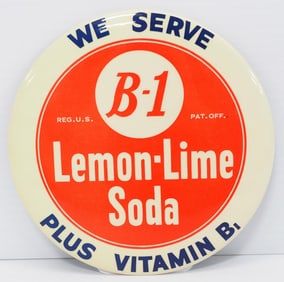 WE SERVE
B-1
REG. U.S. PAT. OFF.
Lemon-Lime
Soda
PLUS VITAMIN B₁